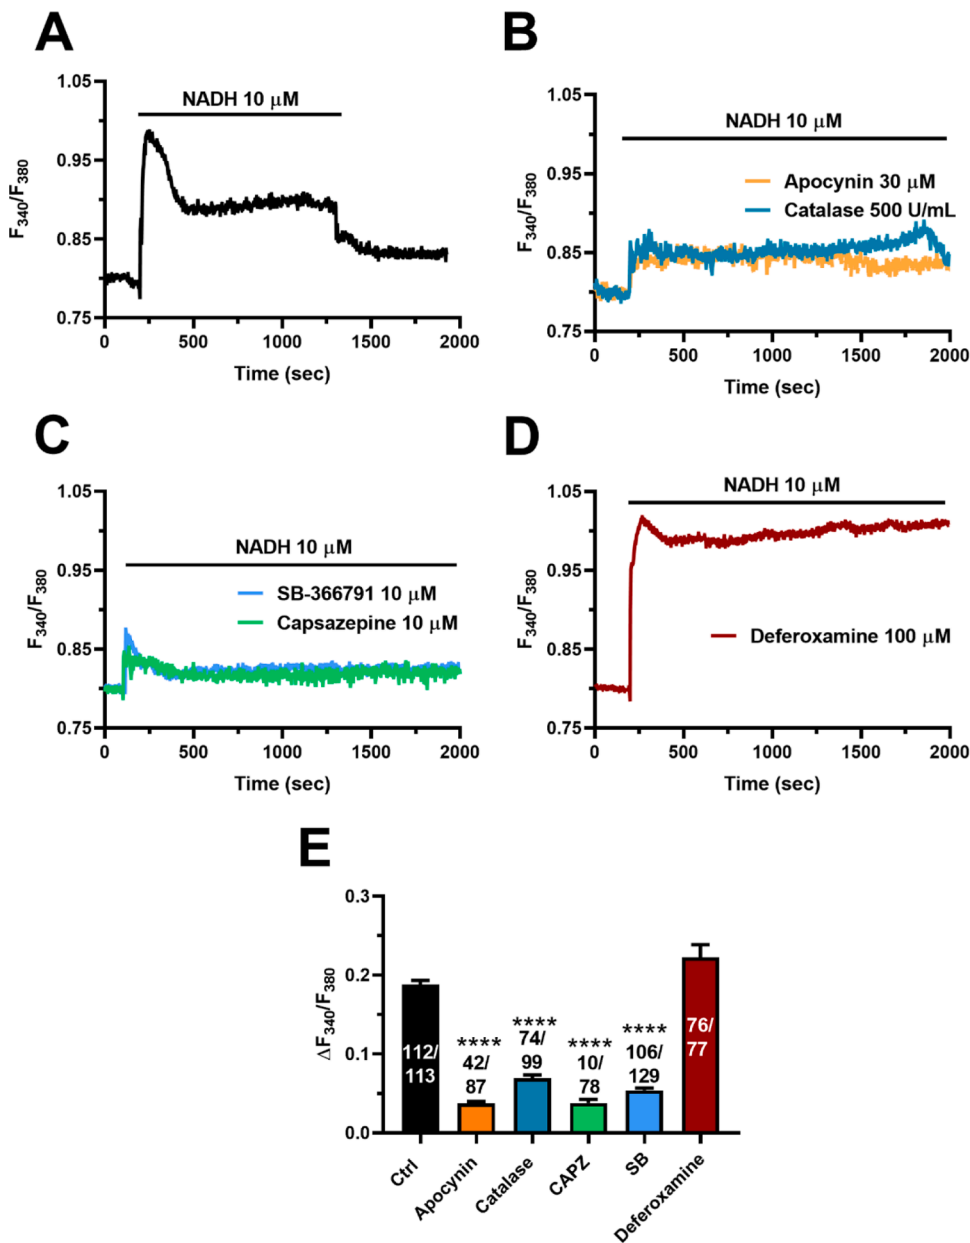 A
1.05
0.95
0.85
0.75
F340/F380
NADH 10 μM
0
500
1000
1500
2000
Time (sec)
B
1.05
0.95
0.85
0.75
F340/F380
NADH 10 μM
Apocynin 30 μM
Catalase 500 U/mL
0
500
1000
1500
2000
Time (sec)
C
1.05
0.95
0.85
0.75
F340/F380
NADH 10 μM
SB-366791 10 μM
Capsazepine 10 μM
0
500
1000
1500
2000
Time (sec)
D
1.05
0.95
0.85
0.75
F340/F380
NADH 10 μM
Deferoxamine 100 μM
0
500
1000
1500
2000
Time (sec)
E
0.3
0.2
0.1
0.0
ΔF340/F380
112/
113
****
42/
87
****
74/
99
****
10/
78
****
106/
129
76/
77
Ctrl
Apocynin
Catalase
CAPZ
SB
Deferoxamine